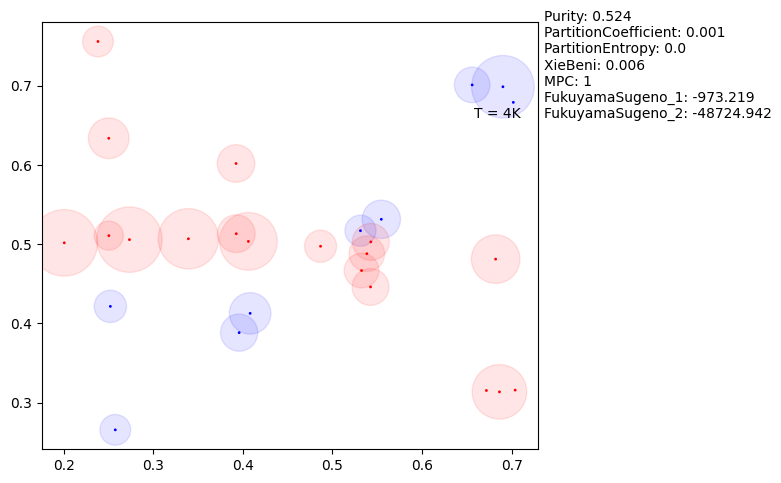 Purity: 0.524
PartitionCoefficient: 0.001
PartitionEntropy: 0.0
XieBeni: 0.006
MPC: 1
FukuyamaSugeno_1: -973.219
FukuyamaSugeno_2: -48724.942
T = 4K
0.7
0.6
0.5
0.4
0.3
0.2 0.3 0.4 0.5 0.6 0.7